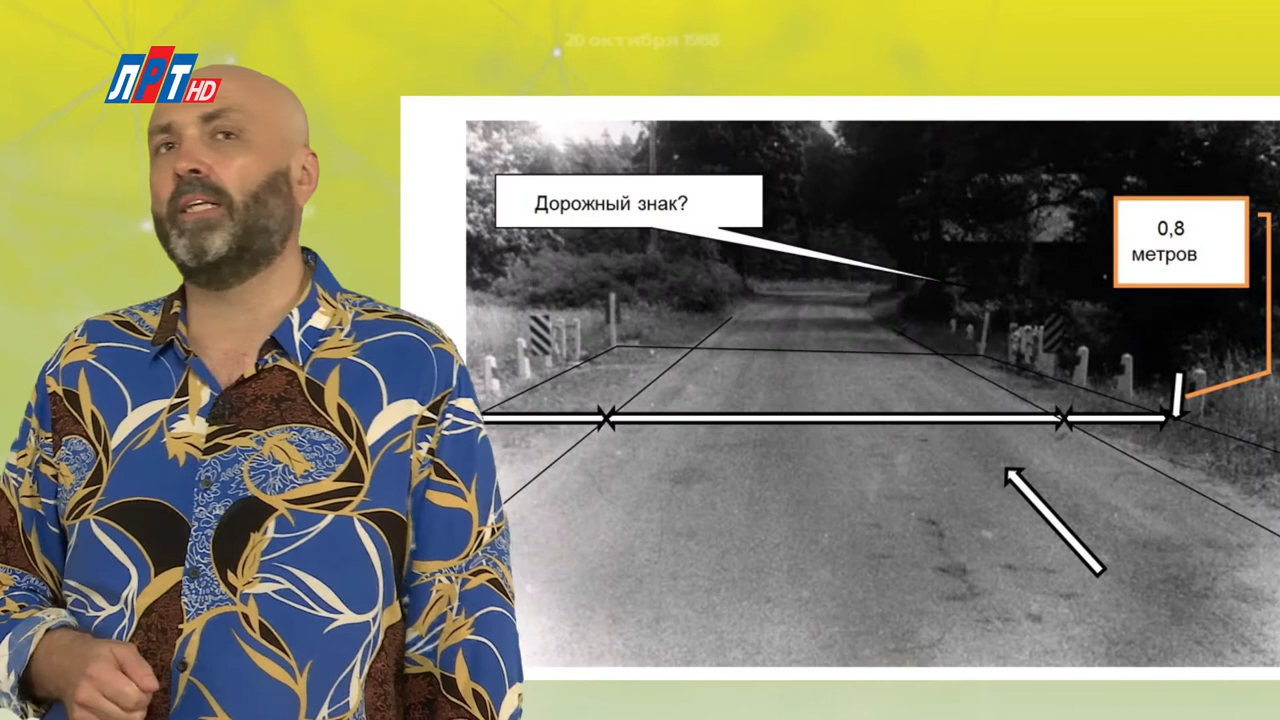 20 октября 1988
ЛРТ HD
Дорожный знак?
0,8
метров